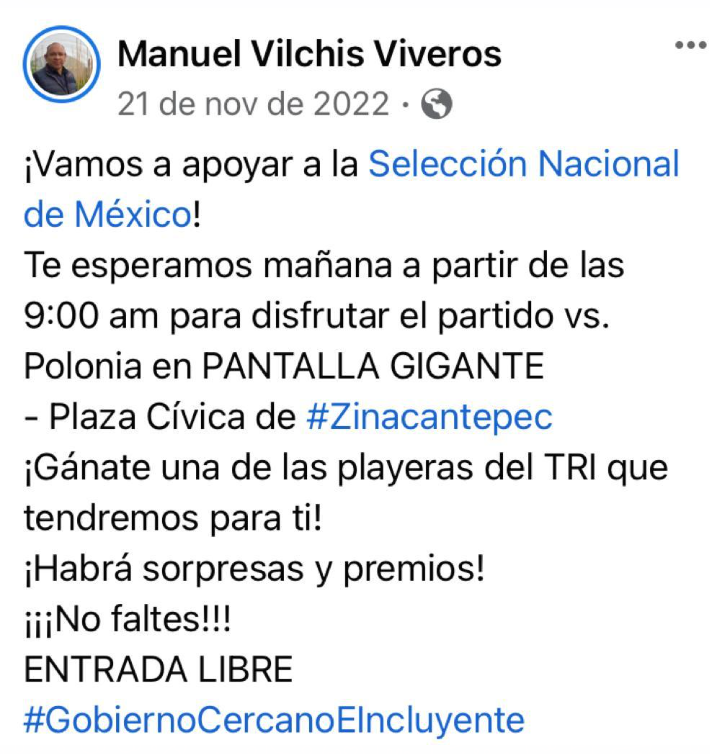 Manuel Vilchis Viveros
21 de nov de 2022 ·
¡Vamos a apoyar a la Selección Nacional
de México!
Te esperamos mañana a partir de las
9:00 am para disfrutar el partido vs.
Polonia en PANTALLA GIGANTE
- Plaza Cívica de #Zinacantepec
¡Gánate una de las playeras del TRI que
tendremos para ti!
¡Habrá sorpresas y premios!
¡¡¡No faltes!!!
ENTRADA LIBRE
#GobiernoCercanoEIncluyente